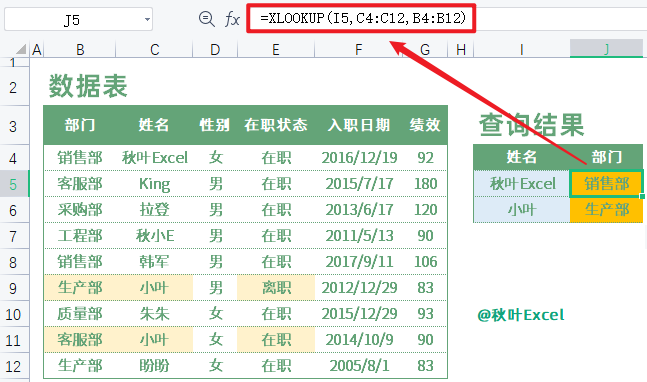 J5 fx =XLOOKUP(I5,C4:C12,B4:B12)
A B C D E F G H I J
1
2 数据表
3 部门 姓名 性别 在职状态 入职日期 绩效 查询结果
4 销售部 秋叶Excel 女 在职 2016/12/19 92 姓名 部门
5 客服部 King 男 在职 2015/7/17 180 秋叶Excel 销售部
6 采购部 拉登 男 在职 2013/6/17 120 小叶 生产部
7 工程部 秋小E 男 在职 2011/5/13 90
8 销售部 韩军 男 在职 2017/9/11 106
9 生产部 小叶 男 离职 2012/12/29 83
10 质量部 朱朱 女 在职 2015/12/29 93 @秋叶Excel
11 客服部 小叶 女 在职 2014/10/9 90
12 生产部 盼盼 女 在职 2005/8/1 83